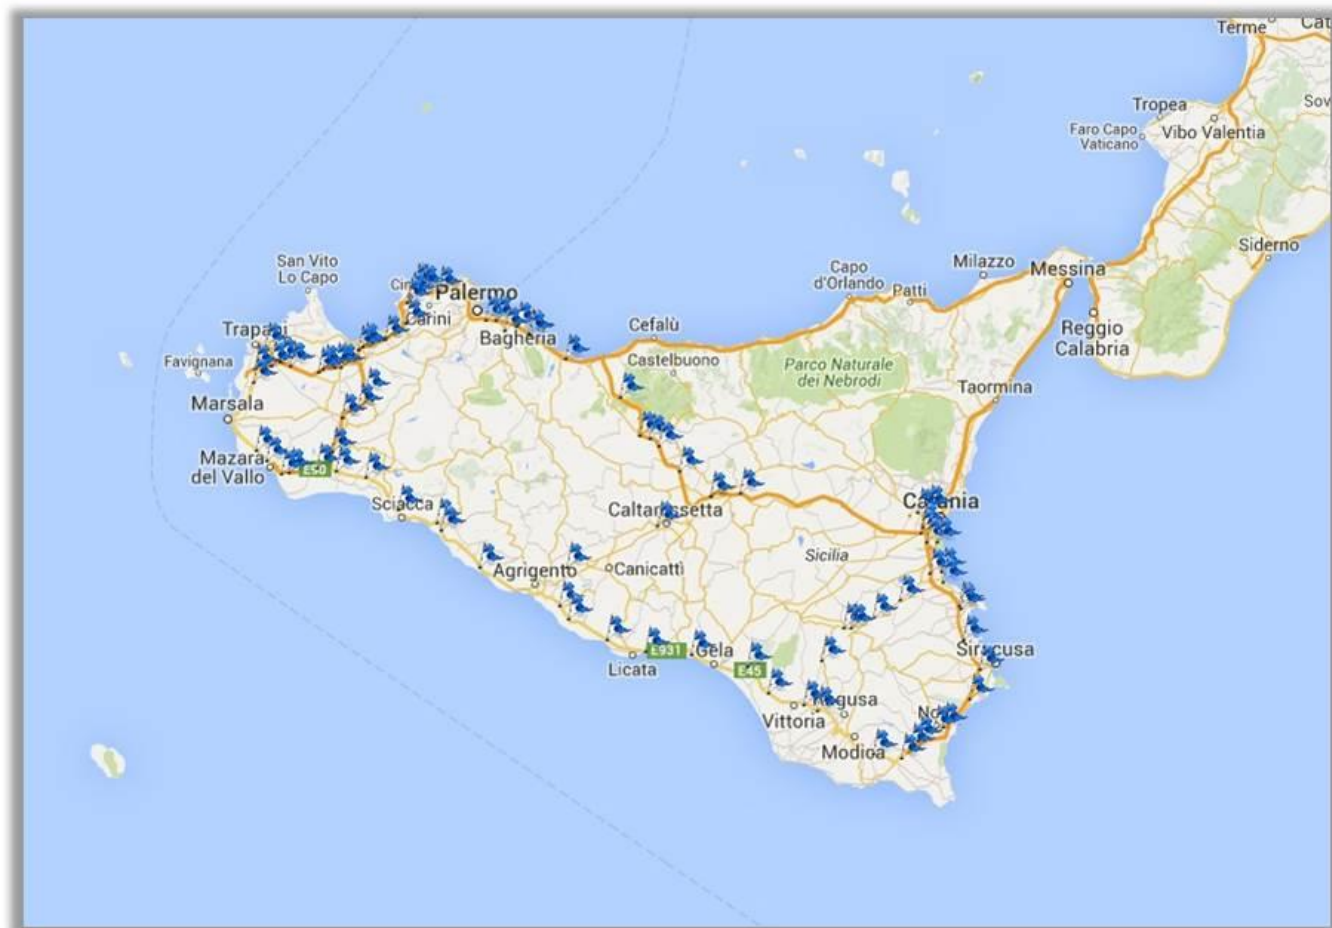 Terme
Cat
Tropea
Sov
Faro Capo
Vaticano
Vibo Valentia
San Vito
Lo Capo
Siderno
Capo
d'Orlando
Milazzo
Messina
Patti
Palermo
Carini
Trapani
Cefalù
Reggio
Calabria
Bagheria
Favignana
Castelbuono
Parco Naturale
dei Nebrodi
Taormina
Marsala
Mazara
del Vallo
E50
Sciacca
Caltanissetta
Catania
Sicilia
Agrigento
Canicattì
E931
Gela
Siracusa
Licata
E45
Vittoria
Ragusa
Modica